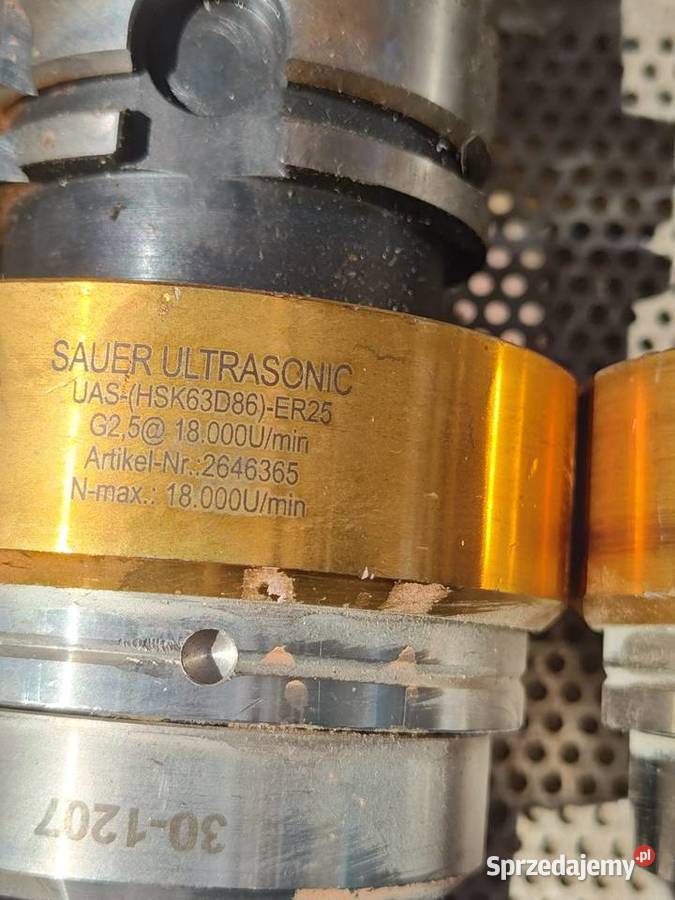 SAUER ULTRASONIC
UAS-(HSK63D86)-ER25
G2,5@ 18.000U/min
Artikel-Nr.:2646365
N-max.: 18.000U/min
30-1207
Sprzedajemy.pl